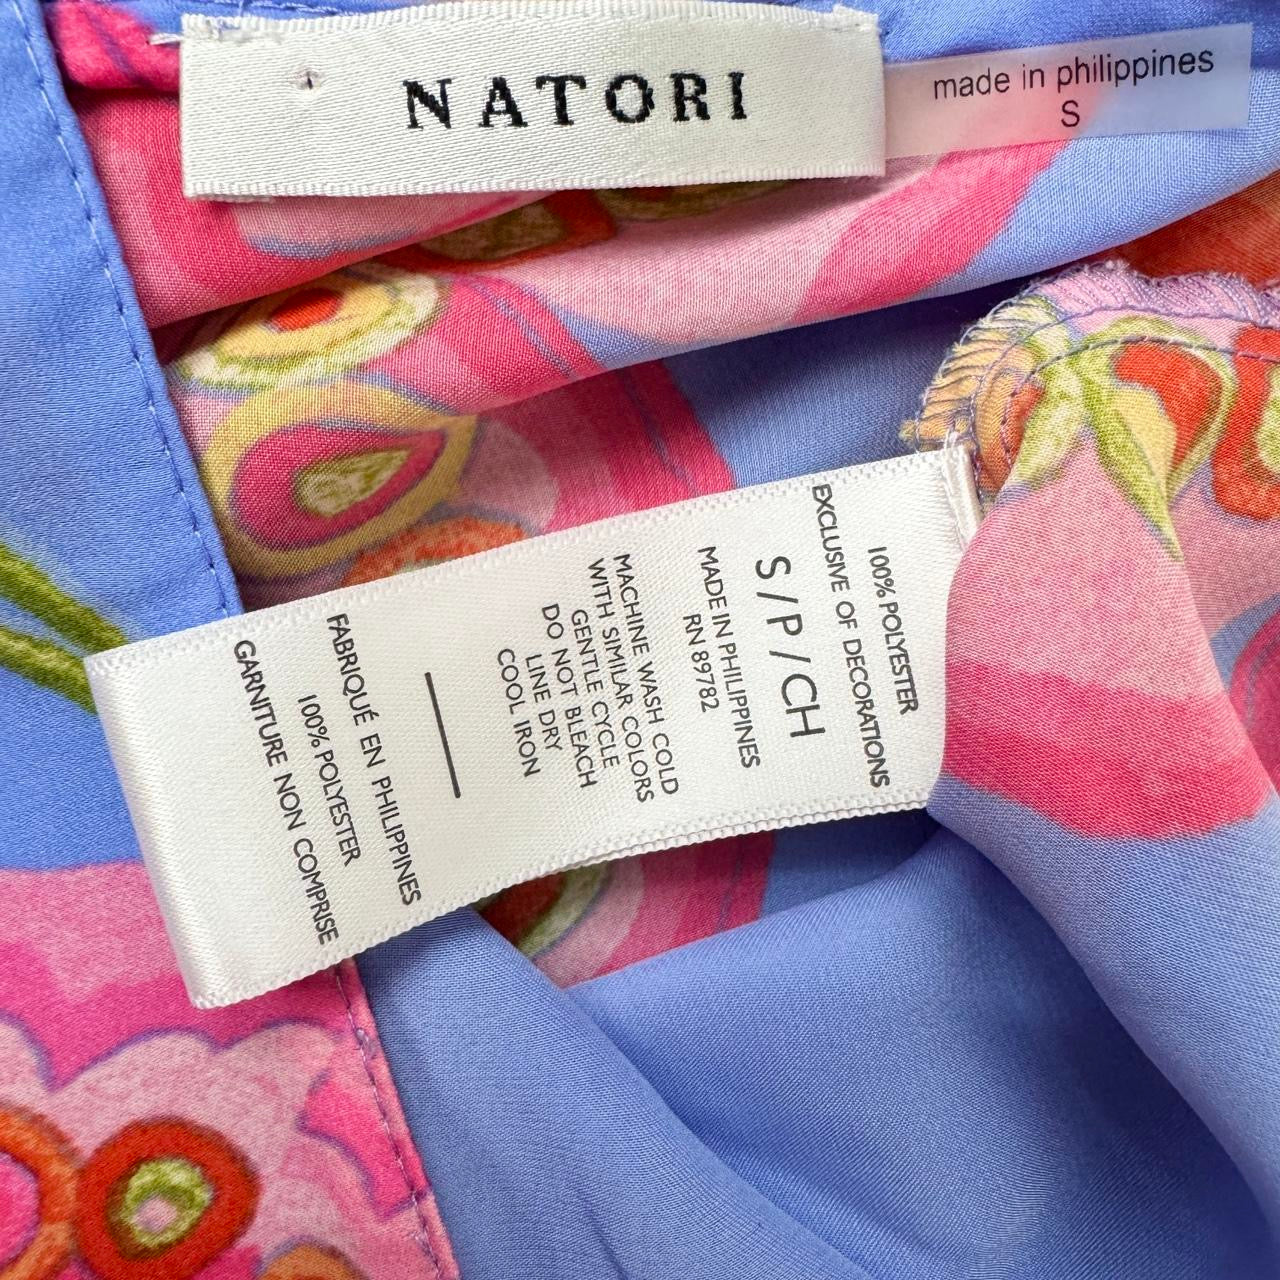 NATORI
made in philippines
S
100% POLYESTER
EXCLUSIVE OF DECORATIONS
S / P / CH
MADE IN PHILIPPINES
RN 89782
MACHINE WASH COLD
WITH SIMILAR COLORS
GENTLE CYCLE
DO NOT BLEACH
LINE DRY
COOL IRON
FABRIQUÉ EN PHILIPPINES
100% POLYESTER
GARNITURE NON COMPRISE